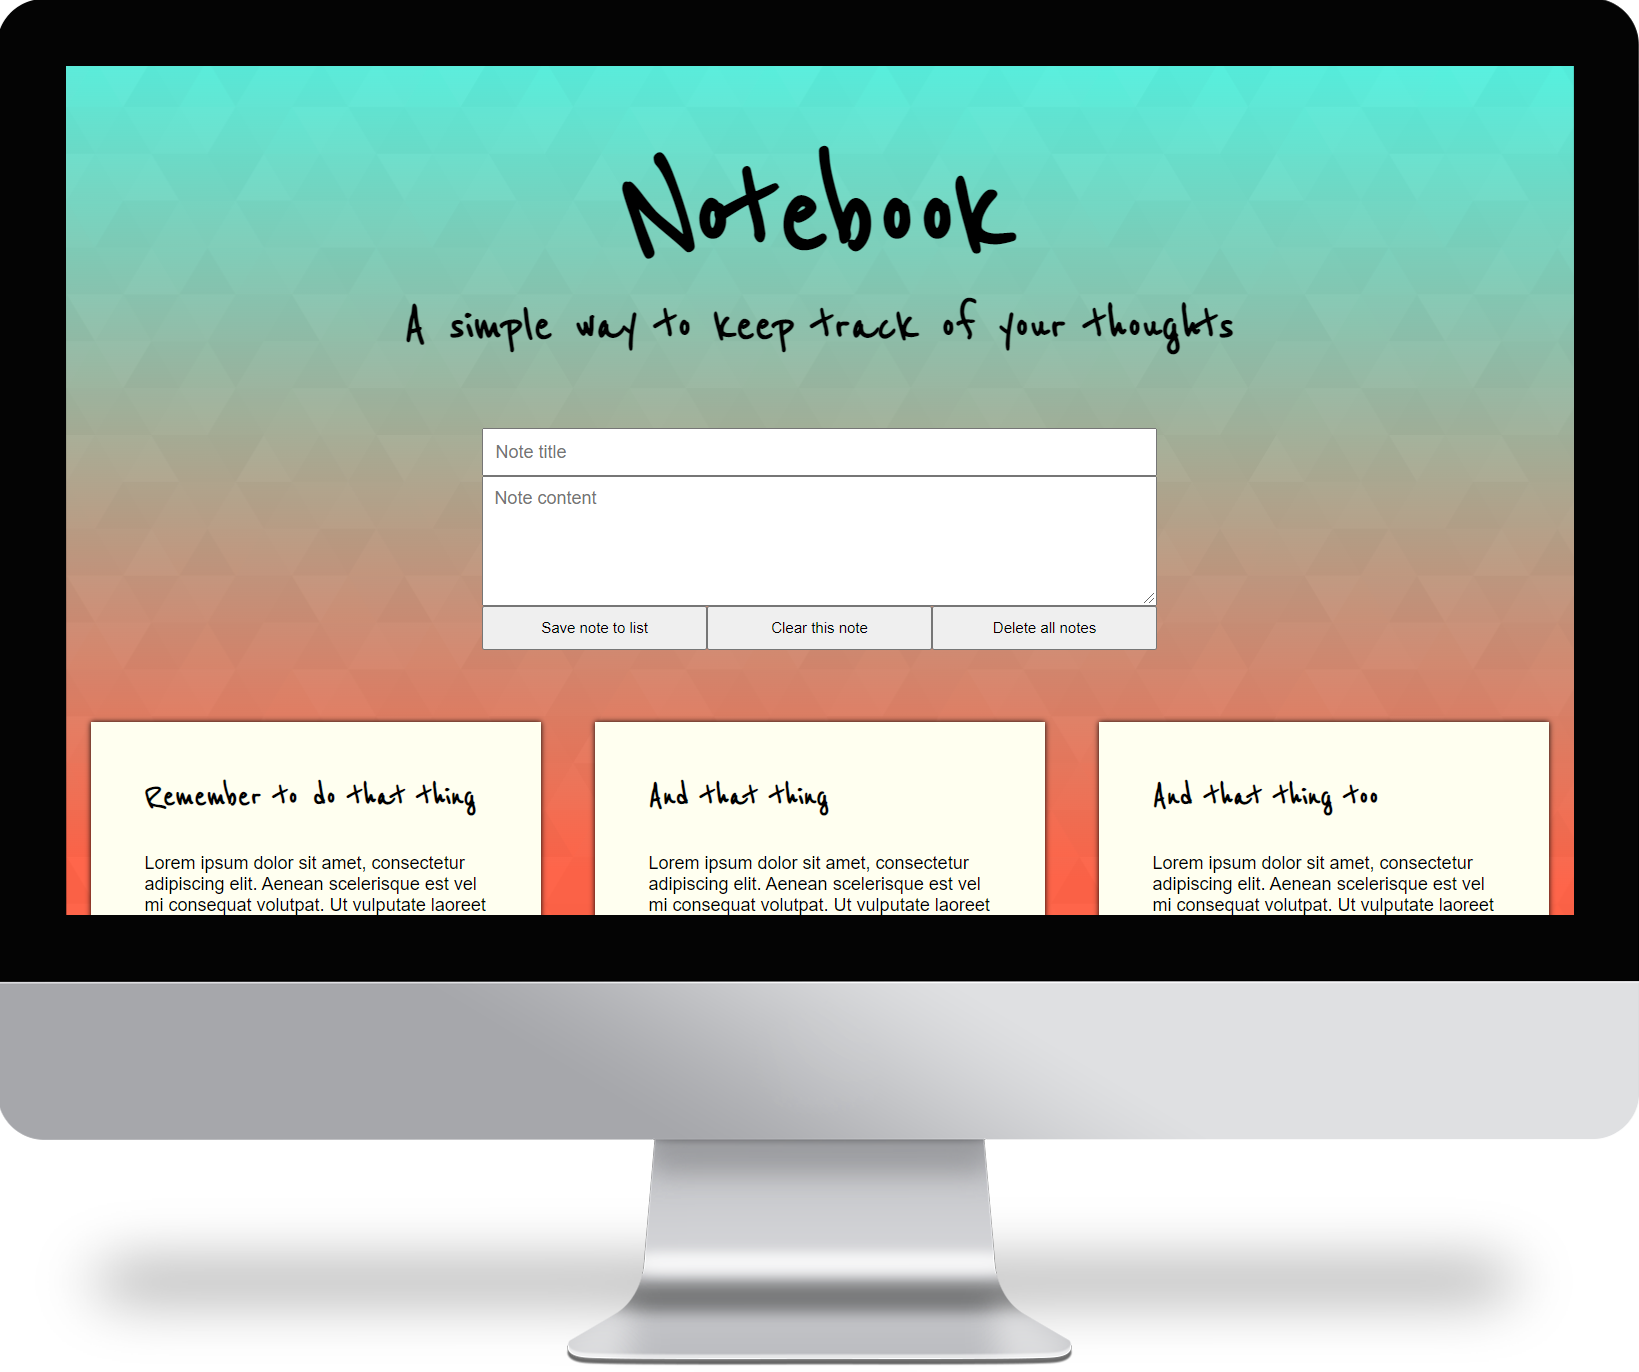 Notebook
A simple way to keep track of your thoughts
Note title
Note content
Save note to list
Clear this note
Delete all notes
Remember to do that thing
Lorem ipsum dolor sit amet, consectetur
adipiscing elit. Aenean scelerisque est vel
mi consequat volutpat. Ut vulputate laoreet
And that thing
Lorem ipsum dolor sit amet, consectetur
adipiscing elit. Aenean scelerisque est vel
mi consequat volutpat. Ut vulputate laoreet
And that thing too
Lorem ipsum dolor sit amet, consectetur
adipiscing elit. Aenean scelerisque est vel
mi consequat volutpat. Ut vulputate laoreet